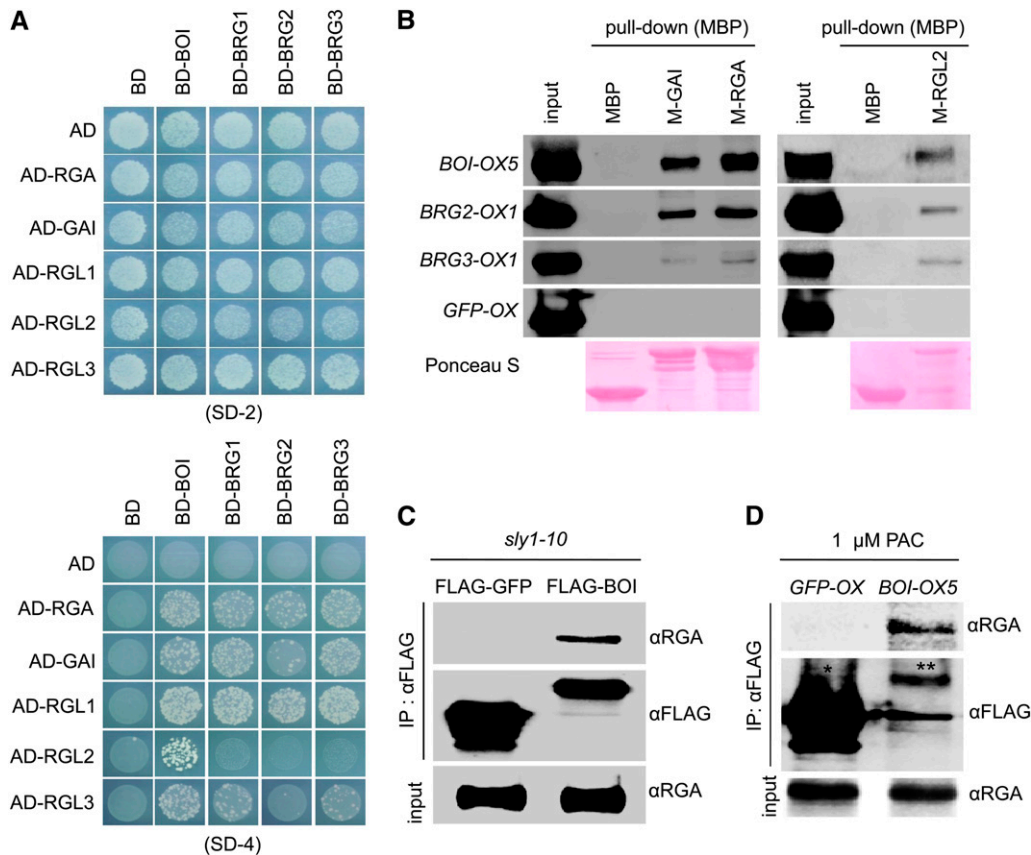 A
BD
BD-BOI
BD-BRG1
BD-BRG2
BD-BRG3
AD
AD-RGA
AD-GAI
AD-RGL1
AD-RGL2
AD-RGL3
(SD-2)
BD
BD-BOI
BD-BRG1
BD-BRG2
BD-BRG3
AD
AD-RGA
AD-GAI
AD-RGL1
AD-RGL2
AD-RGL3
(SD-4)
B
pull-down (MBP)
pull-down (MBP)
input
MBP
M-GAI
M-RGA
input
MBP
M-RGL2
BOI-OX5
BRG2-OX1
BRG3-OX1
GFP-OX
Ponceau S
C
sly1-10
FLAG-GFP FLAG-BOI
IP : αFLAG
αRGA
αFLAG
input
αRGA
D
1 µM PAC
GFP-OX BOI-OX5
IP: αFLAG
αRGA
* **
αFLAG
input
αRGA